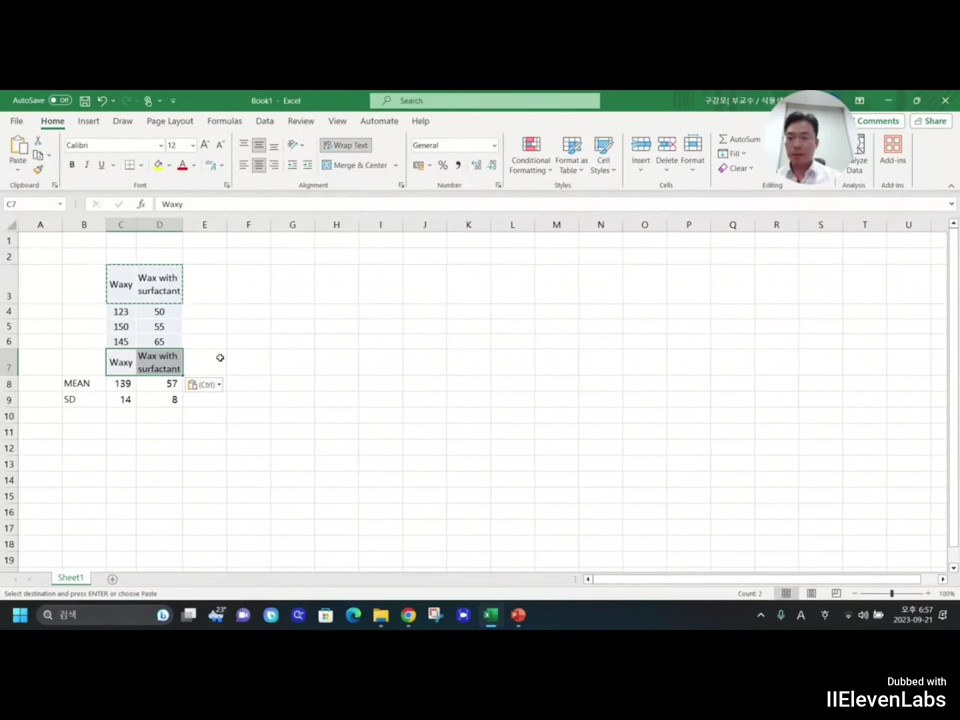 AutoSave Off
Book1 - Excel
Search
구강모( 부교수 / 식물생
File Home Insert Draw Page Layout Formulas Data Review View Automate Help
Comments Share
Paste
Calibri 12 A A
B I U
Wrap Text
Merge & Center
General
%
Conditional Formatting
Format as Table
Cell Styles
Insert Delete Format
AutoSum
Fill
Clear
Analyze Data
Add-ins
Clipboard Font Alignment Number Styles Cells Editing Analysis Add-ins
C7 fx Waxy
A B C D E F G H I J K L M N O P Q R S T U
1
2
3 Waxy Wax with surfactant
4 123 50
5 150 55
6 145 65
7 Waxy Wax with surfactant
8 MEAN 139 57 (Ctrl)
9 SD 14 8
10
11
12
13
14
15
16
17
18
19
Sheet1
Select destination and press ENTER or choose Paste
Count: 2
100%
검색
23°
A
오후 6:57
2023-09-21
Dubbed with
IIElevenLabs